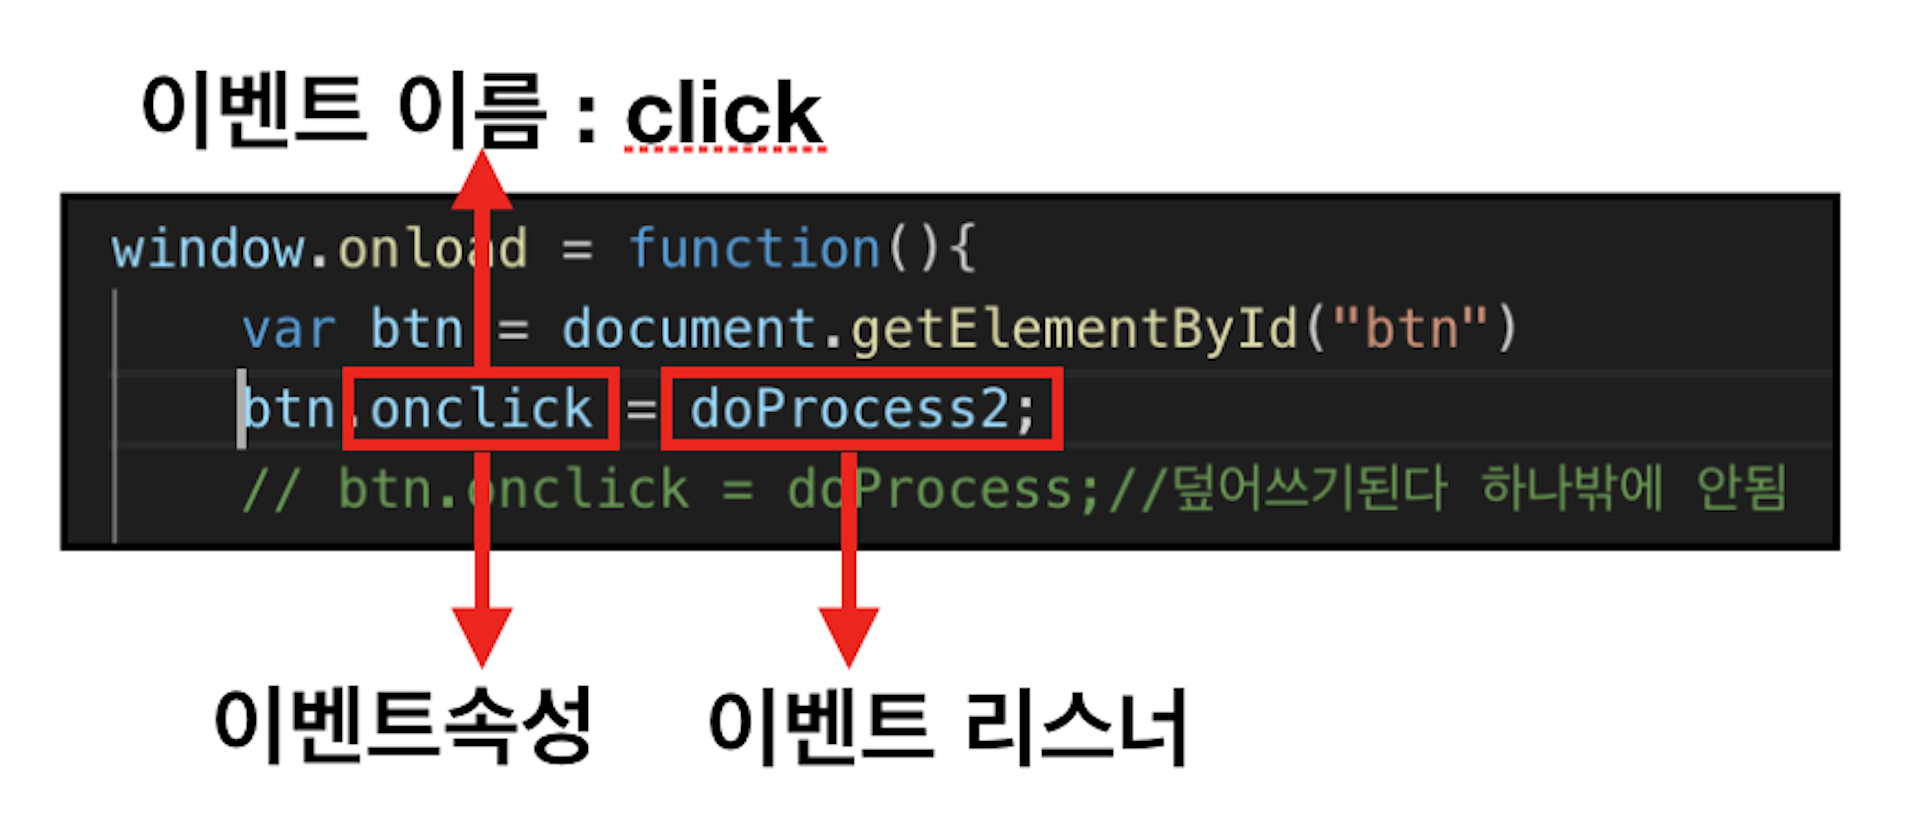 이벤트 이름 : click
window.onload = function(){
var btn = document.getElementById("btn")
btn.onclick = doProcess2;
// btn.onclick = doProcess;//덮어쓰기된다 하나밖에 안됨
이벤트속성 이벤트 리스너